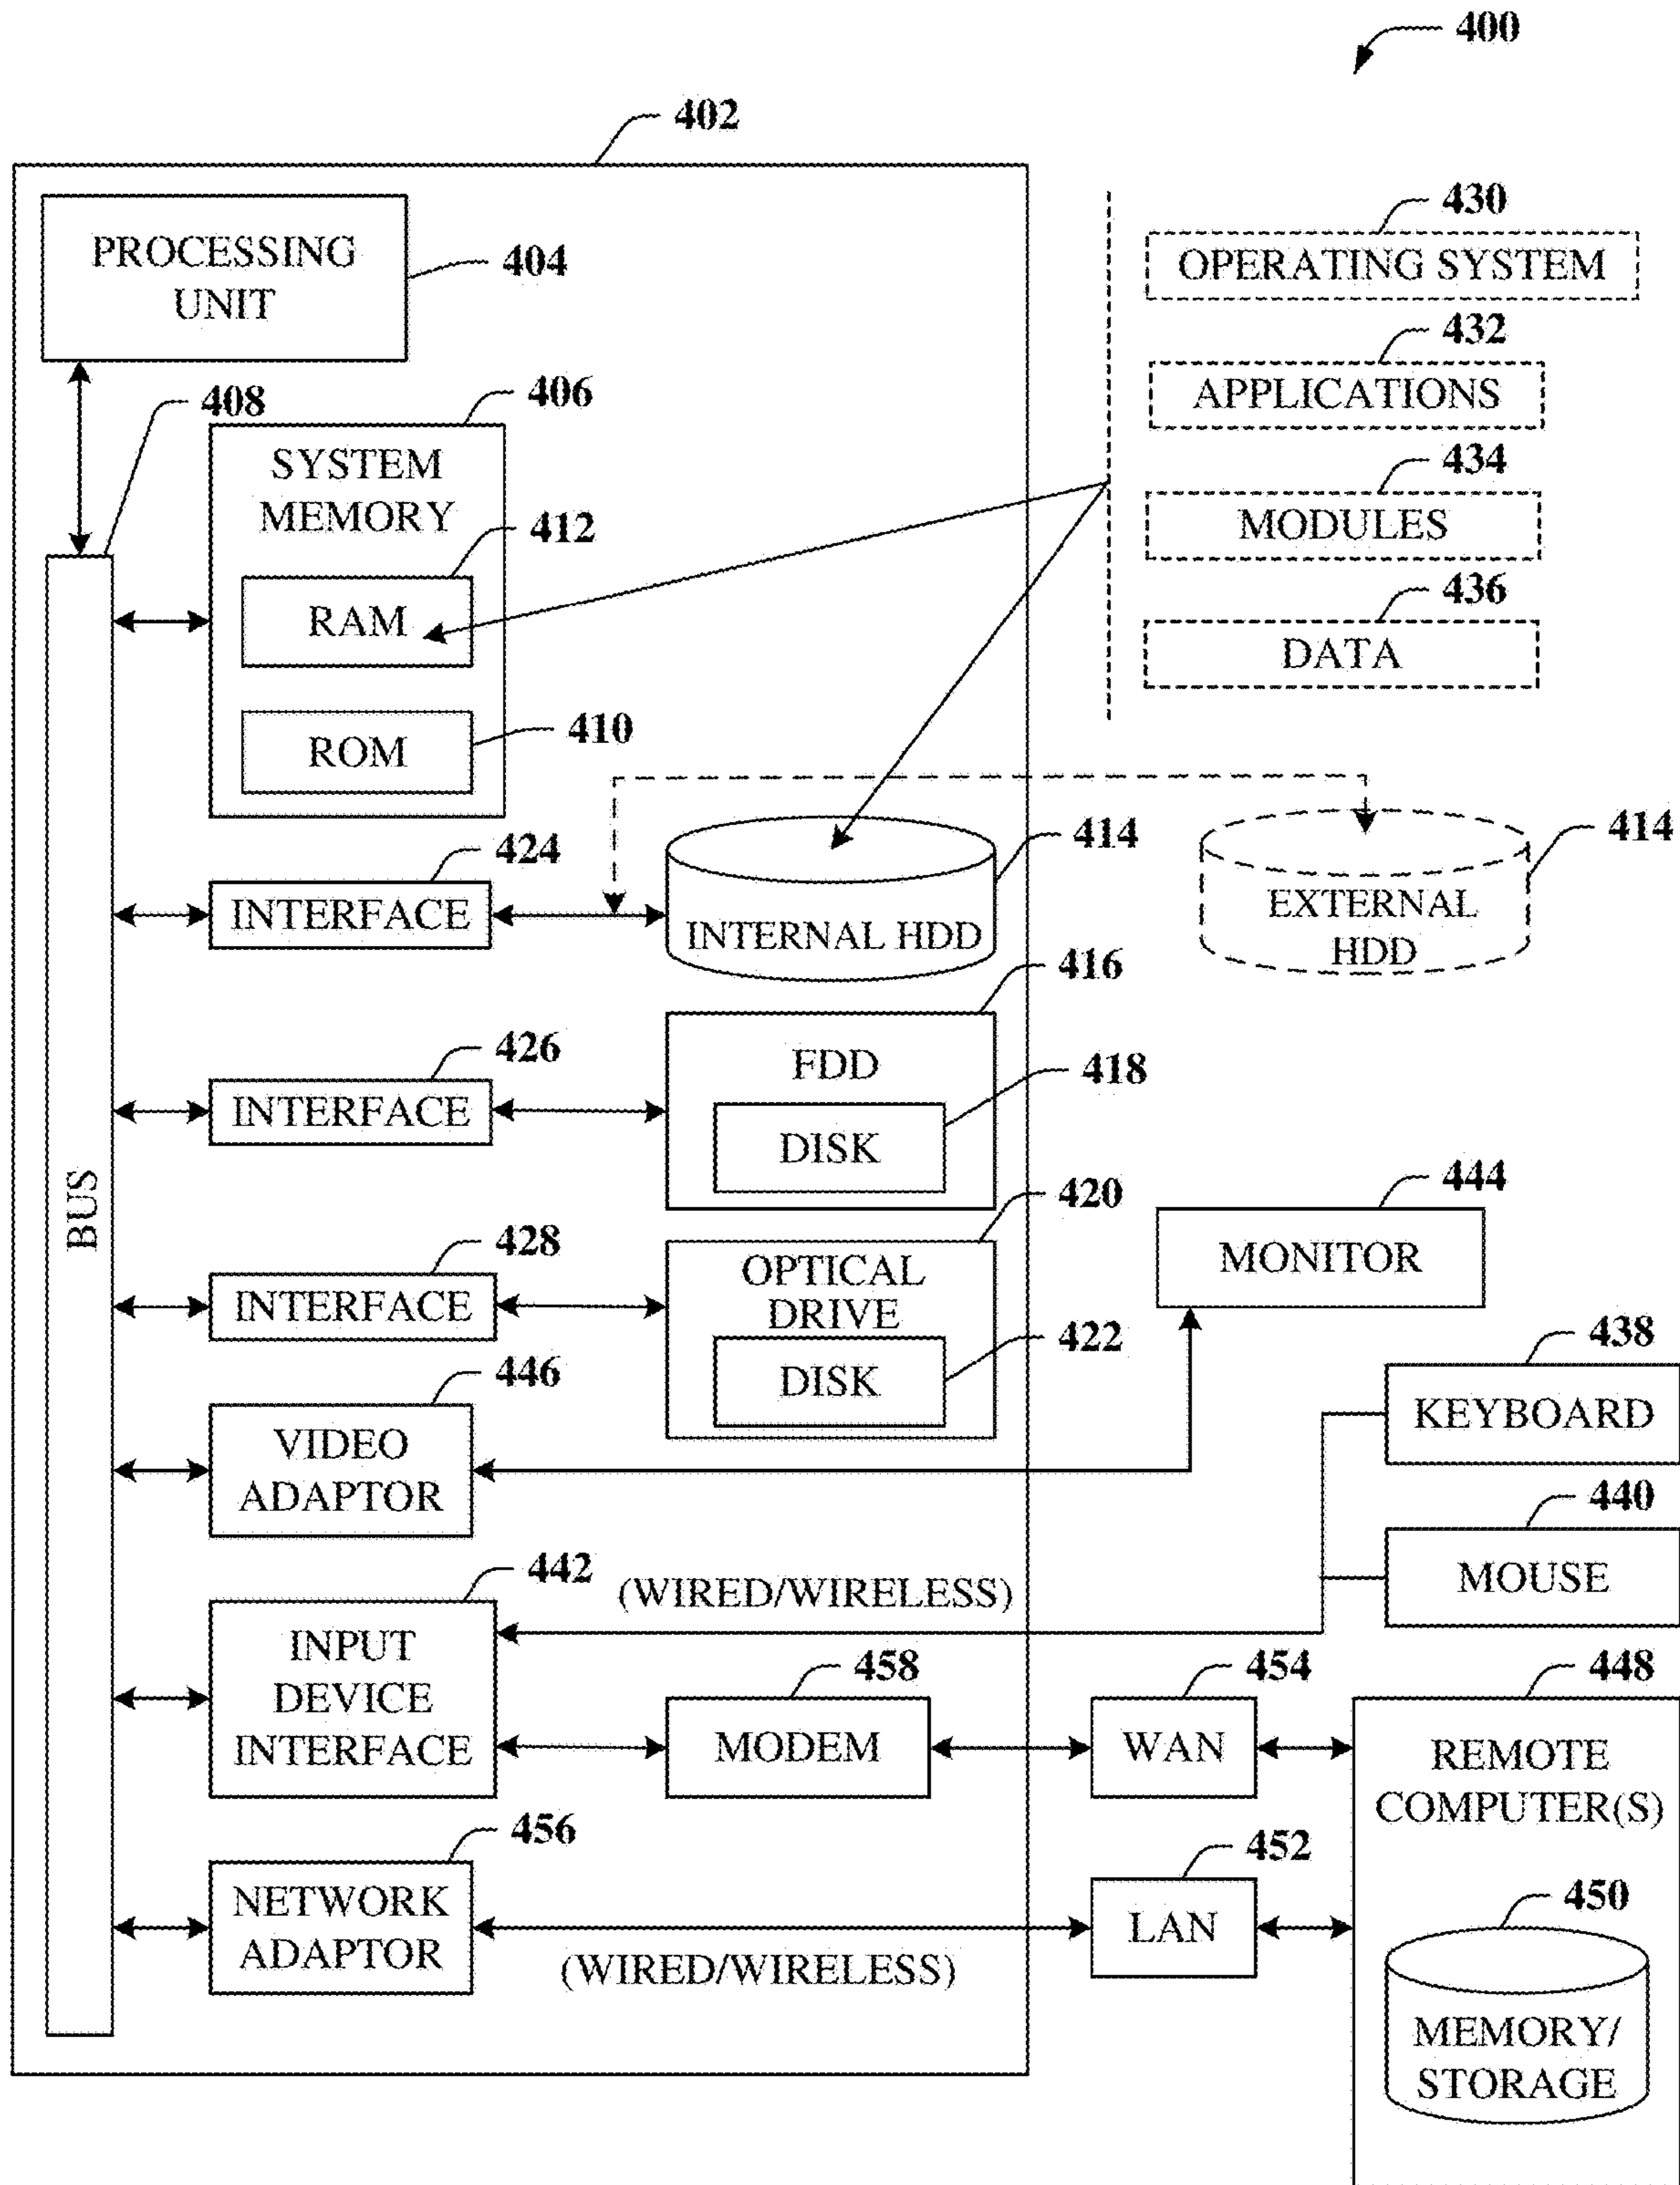 400
402
PROCESSING
UNIT
404
430
OPERATING SYSTEM
432
APPLICATIONS
434
MODULES
436
DATA
408
406
SYSTEM
MEMORY
412
RAM
410
ROM
BUS
424
INTERFACE
414
INTERNAL HDD
414
EXTERNAL
HDD
426
INTERFACE
416
FDD
418
DISK
428
INTERFACE
420
OPTICAL
DRIVE
422
DISK
444
MONITOR
446
VIDEO
ADAPTOR
438
KEYBOARD
440
MOUSE
442
(WIRED/WIRELESS)
INPUT
DEVICE
INTERFACE
458
MODEM
454
WAN
448
REMOTE
COMPUTER(S)
456
NETWORK
ADAPTOR
(WIRED/WIRELESS)
452
LAN
450
MEMORY/
STORAGE